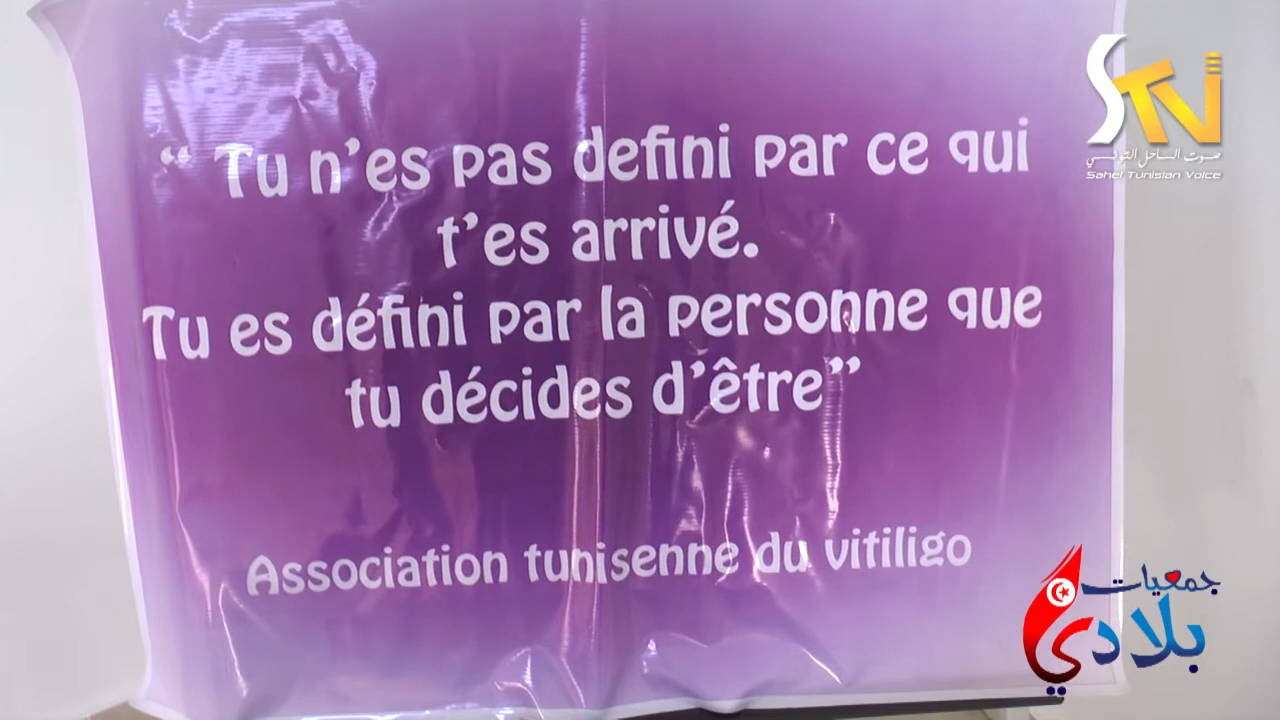 “ Tu n’es pas defini par ce qui
t’es arrivé.
Tu es défini par la personne que
tu décides d’être”
Association tunisenne du vitiligo
STV
صوت الساحل التونسي
Sahel Tunisian Voice
جمعيات
بلادي